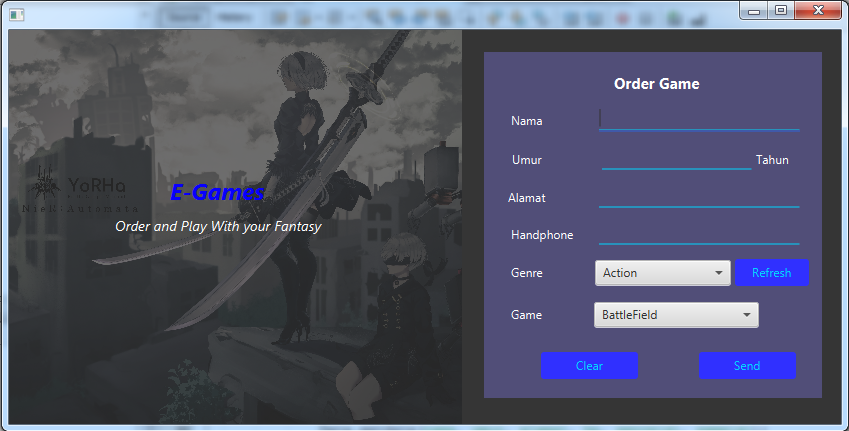 YoRHa
NieR:Automata
E-Games
Order and Play With your Fantasy
Order Game
Nama
Umur
Tahun
Alamat
Handphone
Genre
Action
Refresh
Game
BattleField
Clear
Send